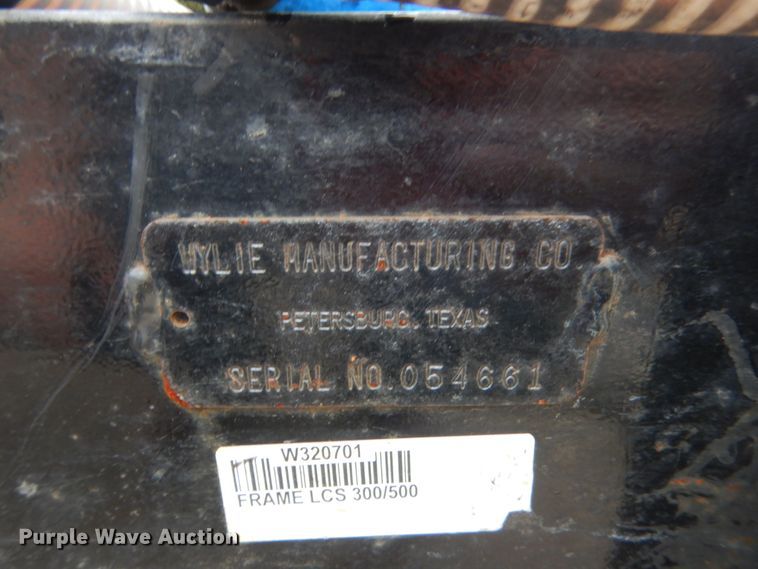 WYLIE MANUFACTURING CO
PETERSBURG, TEXAS
SERIAL NO. 054661
W320701
FRAME LCS 300/500
Purple Wave Auction